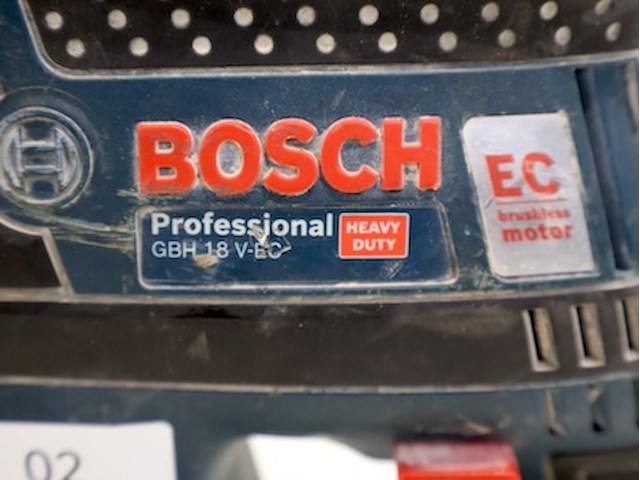 BOSCH
Professional
GBH 18 V-EC
HEAVY
DUTY
EC
brushless
motor
02